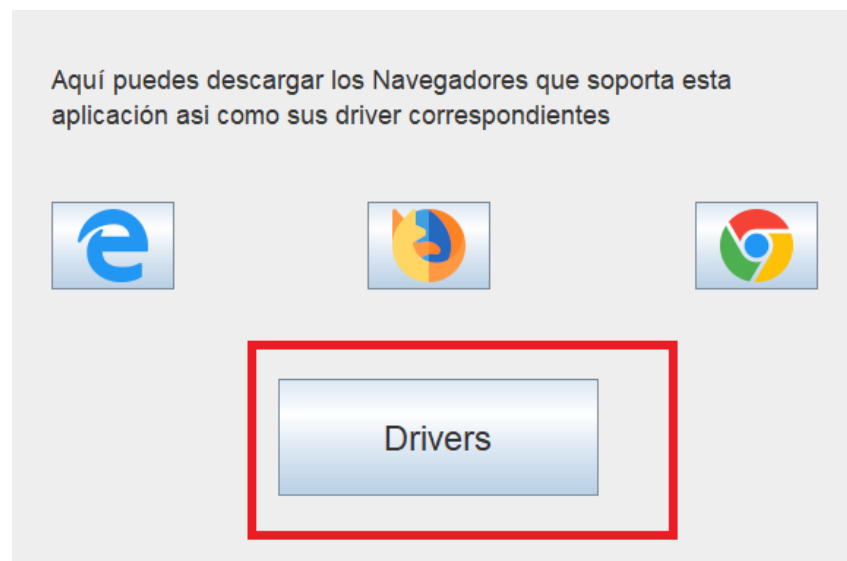 Aquí puedes descargar los Navegadores que soporta esta
aplicación asi como sus driver correspondientes
Drivers